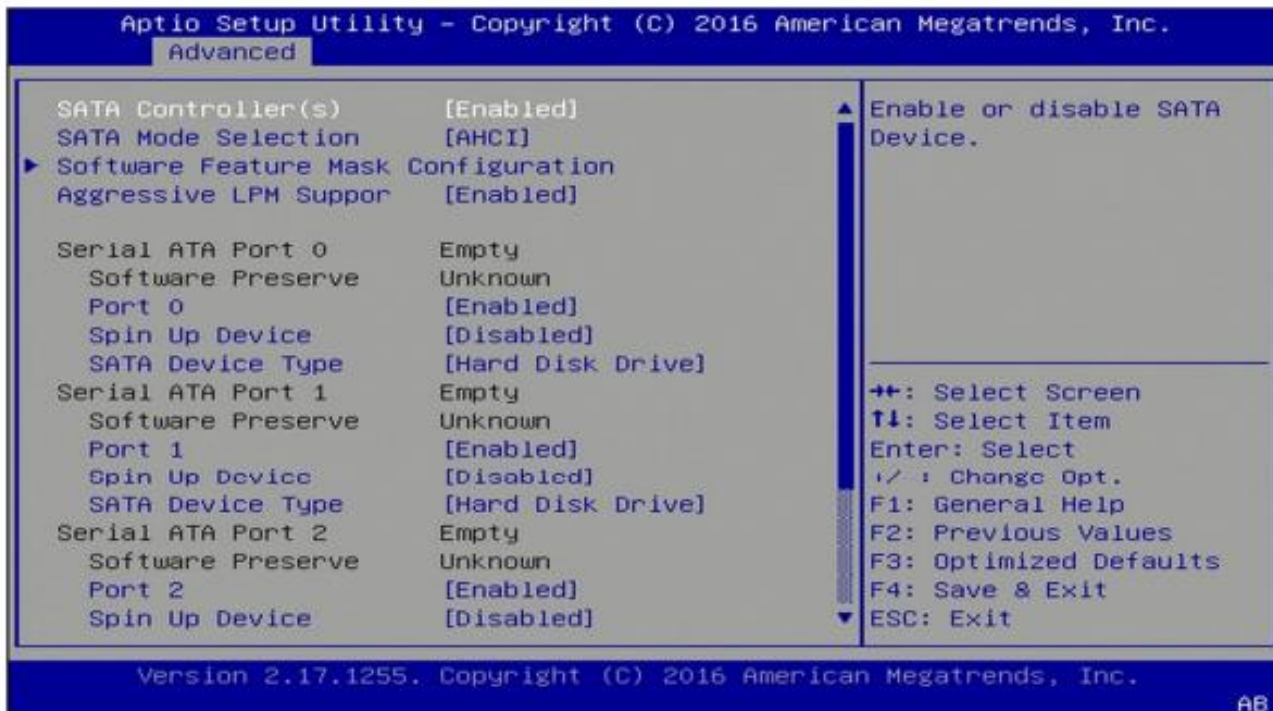 Aptio Setup Utility – Copyright (C) 2016 American Megatrends, Inc.
Advanced
SATA Controller(s) [Enabled]
SATA Mode Selection [AHCI]
▶ Software Feature Mask Configuration
Aggressive LPM Suppor [Enabled]
Serial ATA Port 0 Empty
Software Preserve Unknown
Port 0 [Enabled]
Spin Up Device [Disabled]
SATA Device Type [Hard Disk Drive]
Serial ATA Port 1 Empty
Software Preserve Unknown
Port 1 [Enabled]
Spin Up Device [Disabled]
SATA Device Type [Hard Disk Drive]
Serial ATA Port 2 Empty
Software Preserve Unknown
Port 2 [Enabled]
Spin Up Device [Disabled]
Enable or disable SATA
Device.
→←: Select Screen
↑↓: Select Item
Enter: Select
+/-: Change Opt.
F1: General Help
F2: Previous Values
F3: Optimized Defaults
F4: Save & Exit
ESC: Exit
Version 2.17.1255. Copyright (C) 2016 American Megatrends, Inc.
AB